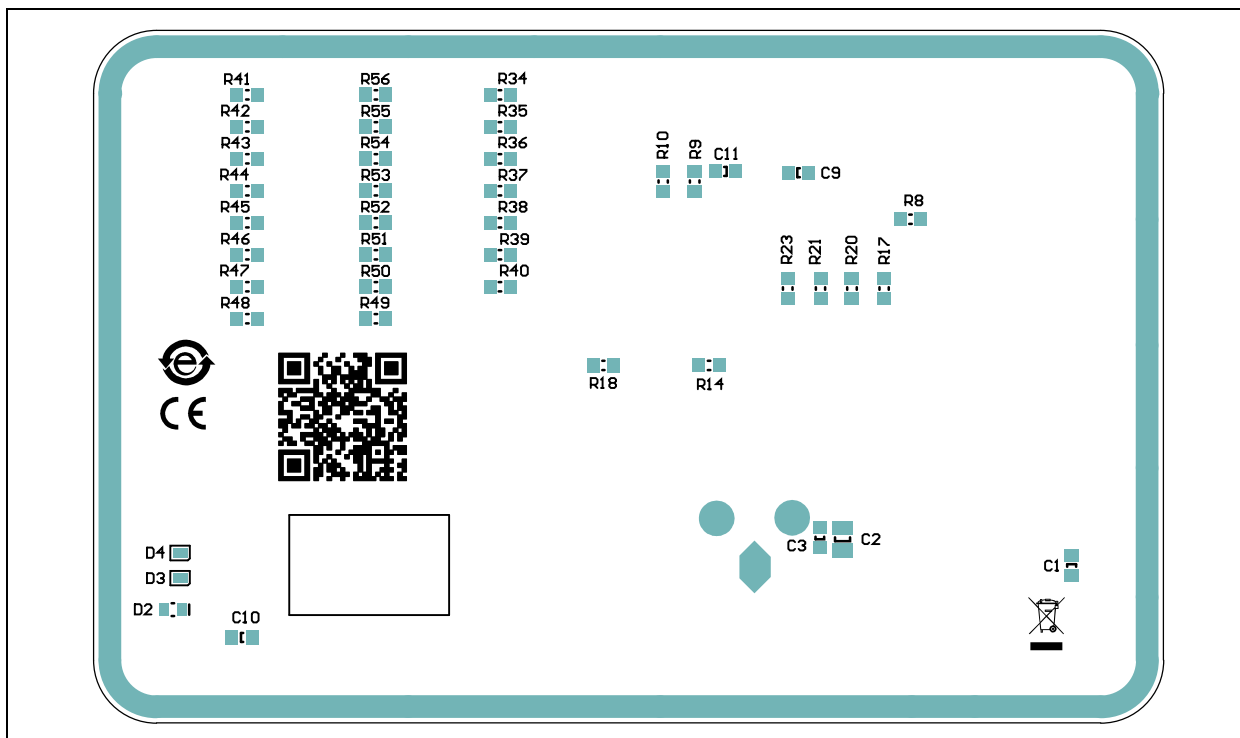 R41 R56 R34
R42 R55 R35
R43 R54 R36
R44 R53 R37
R45 R52 R38
R46 R51 R39
R47 R50 R40
R48 R49
R10 R9 C11 C9
R8
R23 R21 R20 R17
R18 R14
e
CE
D4
D3
D2
C10
C3 C2
C1